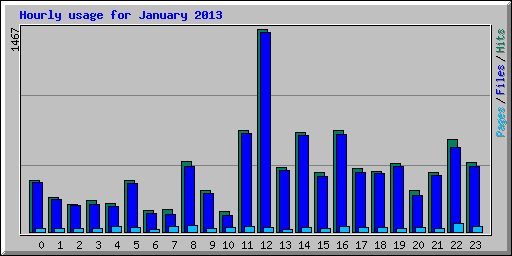 Hourly usage for January 2013
1467
Pages / Files / Hits
0 1 2 3 4 5 6 7 8 9 10 11 12 13 14 15 16 17 18 19 20 21 22 23